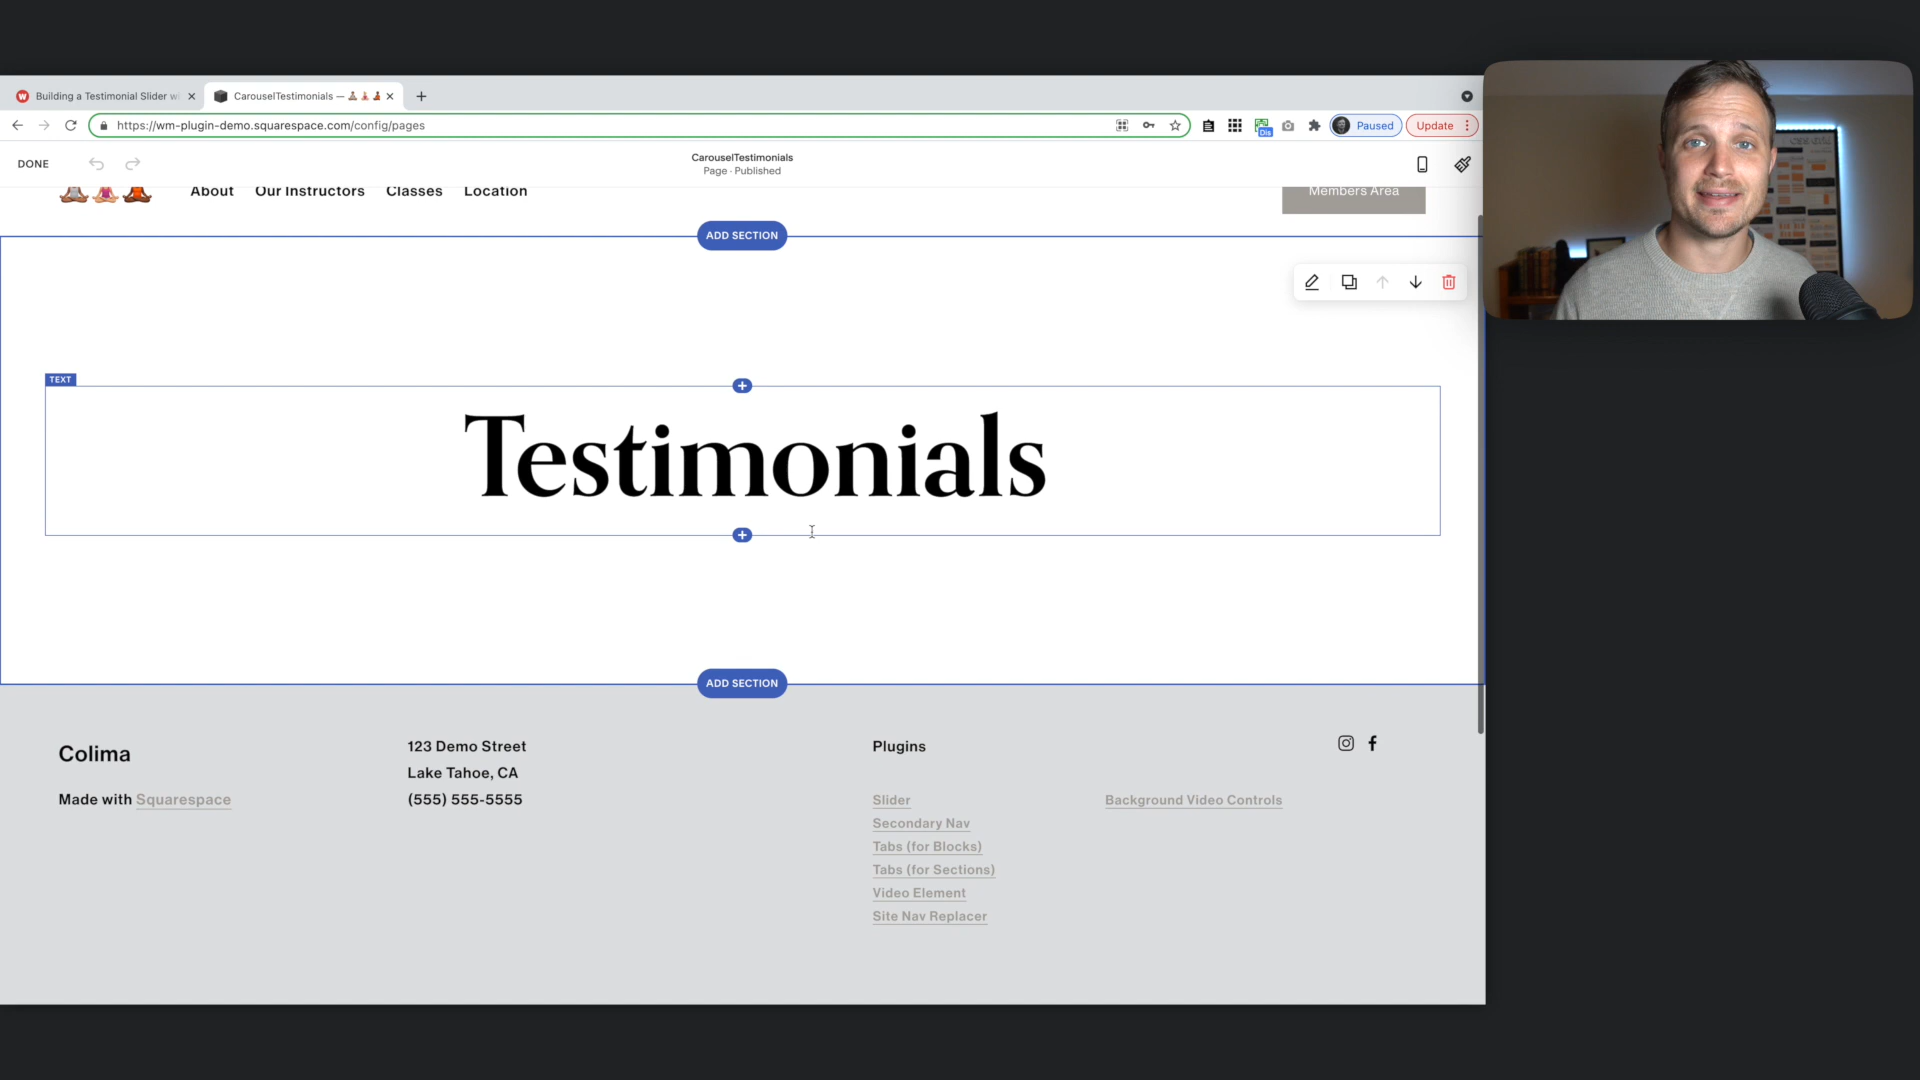 Building a Testimonial Slider wi
CarouselTestimonials —
https://wm-plugin-demo.squarespace.com/config/pages
Dis
Paused
Update
DONE
CarouselTestimonials
Page · Published
About
Our Instructors
Classes
Location
Members Area
ADD SECTION
TEXT
Testimonials
ADD SECTION
Colima
Made with Squarespace
123 Demo Street
Lake Tahoe, CA
(555) 555-5555
Plugins
Slider
Secondary Nav
Tabs (for Blocks)
Tabs (for Sections)
Video Element
Site Nav Replacer
Background Video Controls